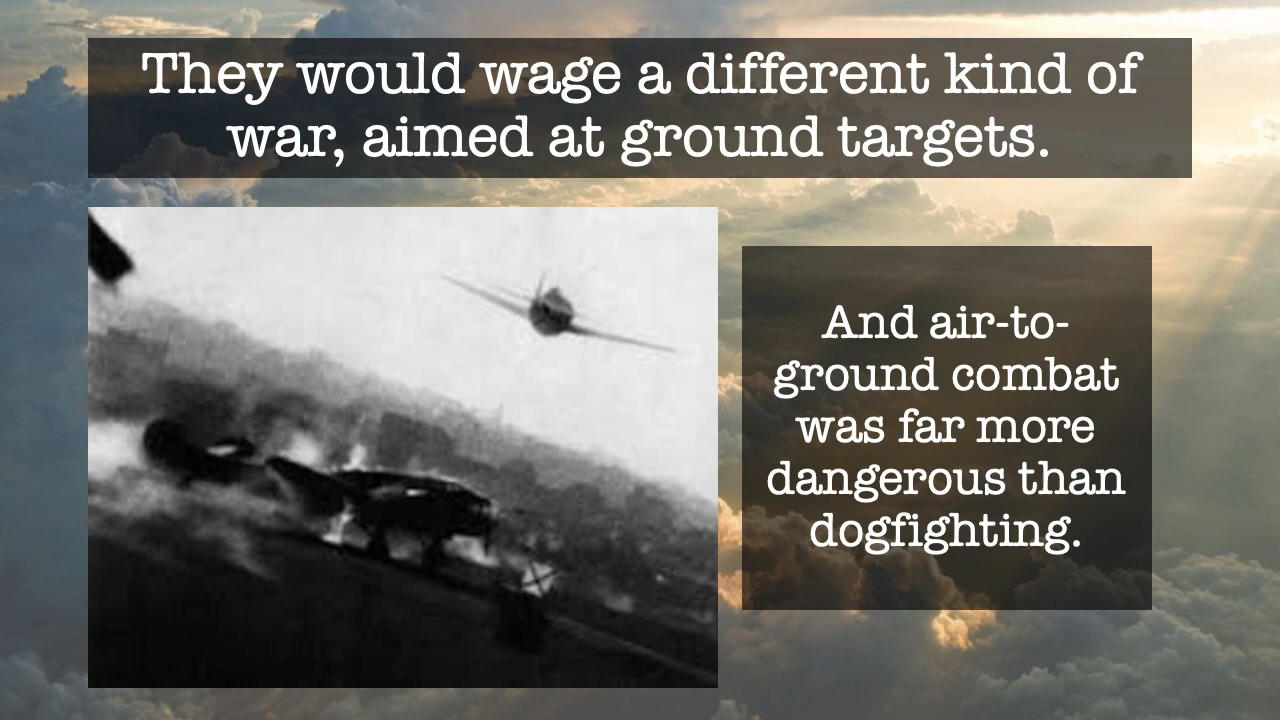 They would wage a different kind of
war, aimed at ground targets.
And air-to-
ground combat
was far more
dangerous than
dogfighting.